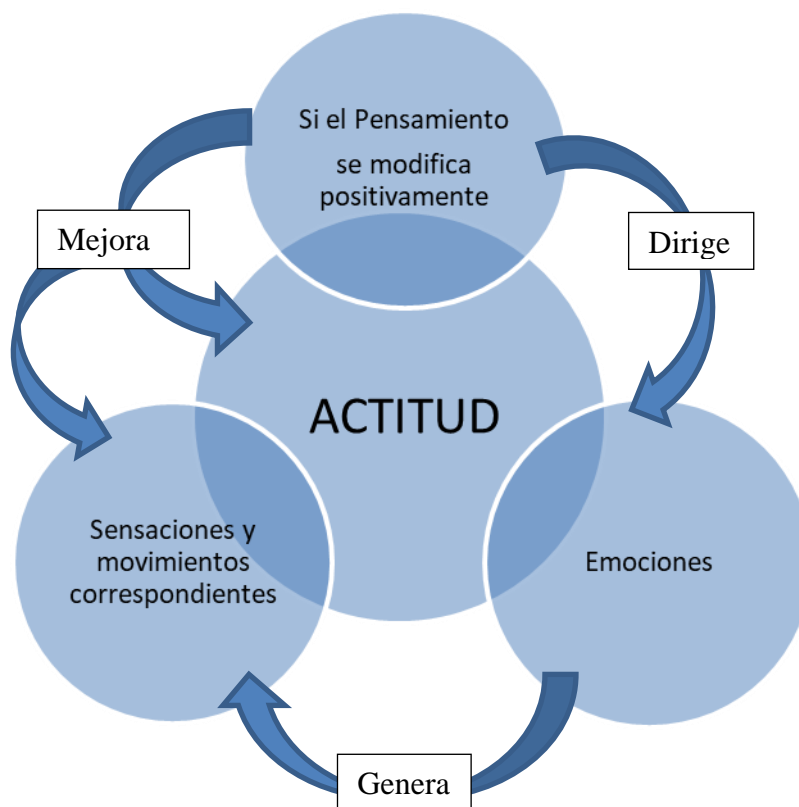 Si el Pensamiento
se modifica
positivamente
Mejora
Dirige
ACTITUD
Sensaciones y
movimientos
correspondientes
Emociones
Genera